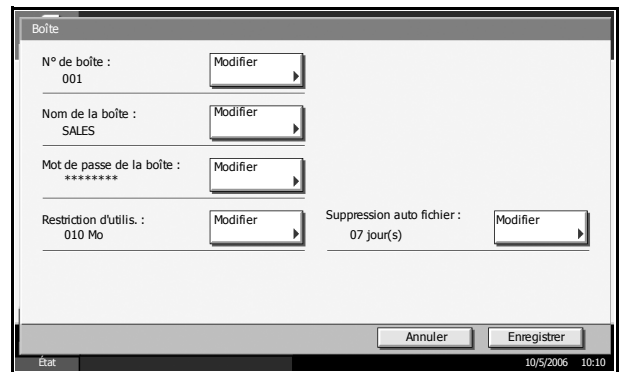 Boîte
N° de boîte :
001
Modifier
Nom de la boîte :
SALES
Modifier
Mot de passe de la boîte :
********
Modifier
Restriction d'utilis. :
010 Mo
Modifier
Suppression auto fichier :
07 jour(s)
Modifier
Annuler
Enregistrer
État
10/5/2006 10:10